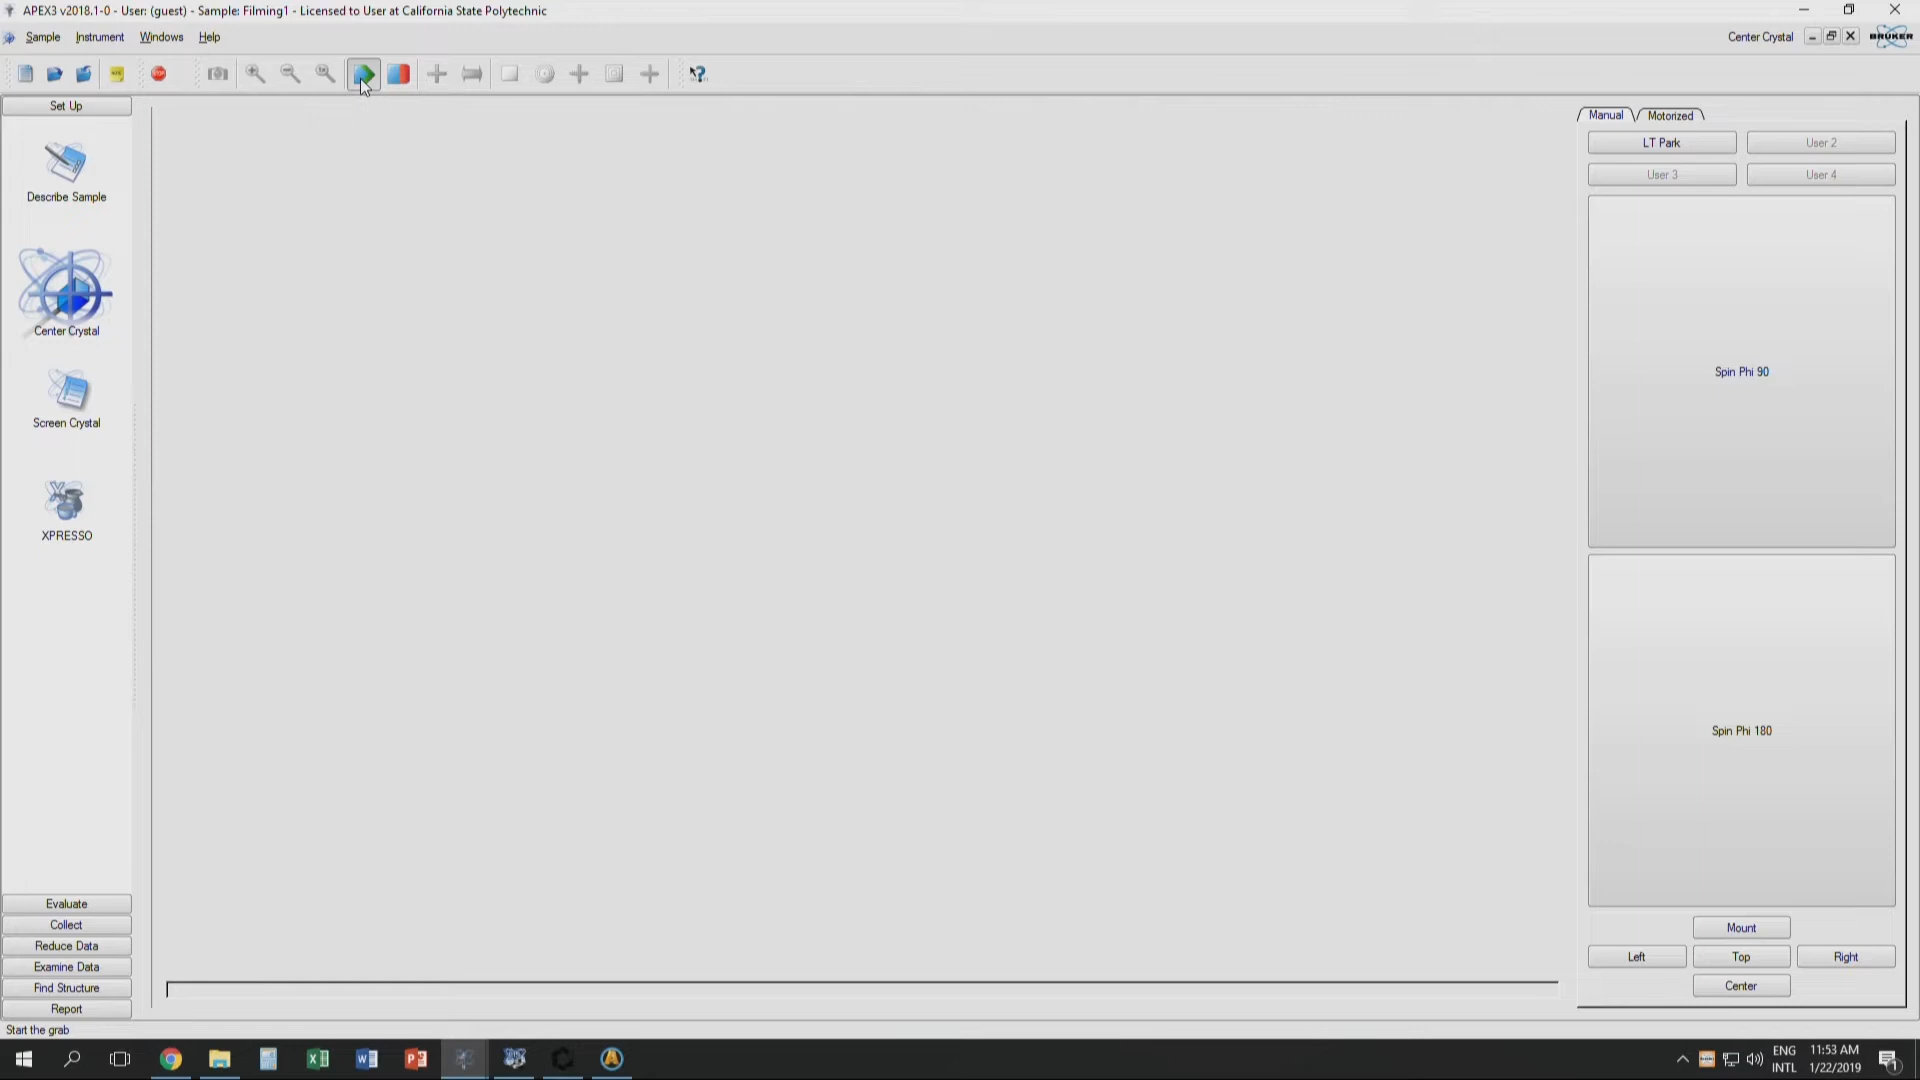 APEX3 v2018.1-0 - User: (guest) - Sample: Filming1 - Licensed to User at California State Polytechnic
Sample Instrument Windows Help
Center Crystal
BRUKER
Set Up
Describe Sample
Center Crystal
Screen Crystal
XPRESSO
Evaluate
Collect
Reduce Data
Examine Data
Find Structure
Report
Start the grab
Manual Motorized
LT Park User 2
User 3 User 4
Spin Phi 90
Spin Phi 180
Mount
Left Top Right
Center
ENG 11:53 AM
INTL 1/22/2019
1